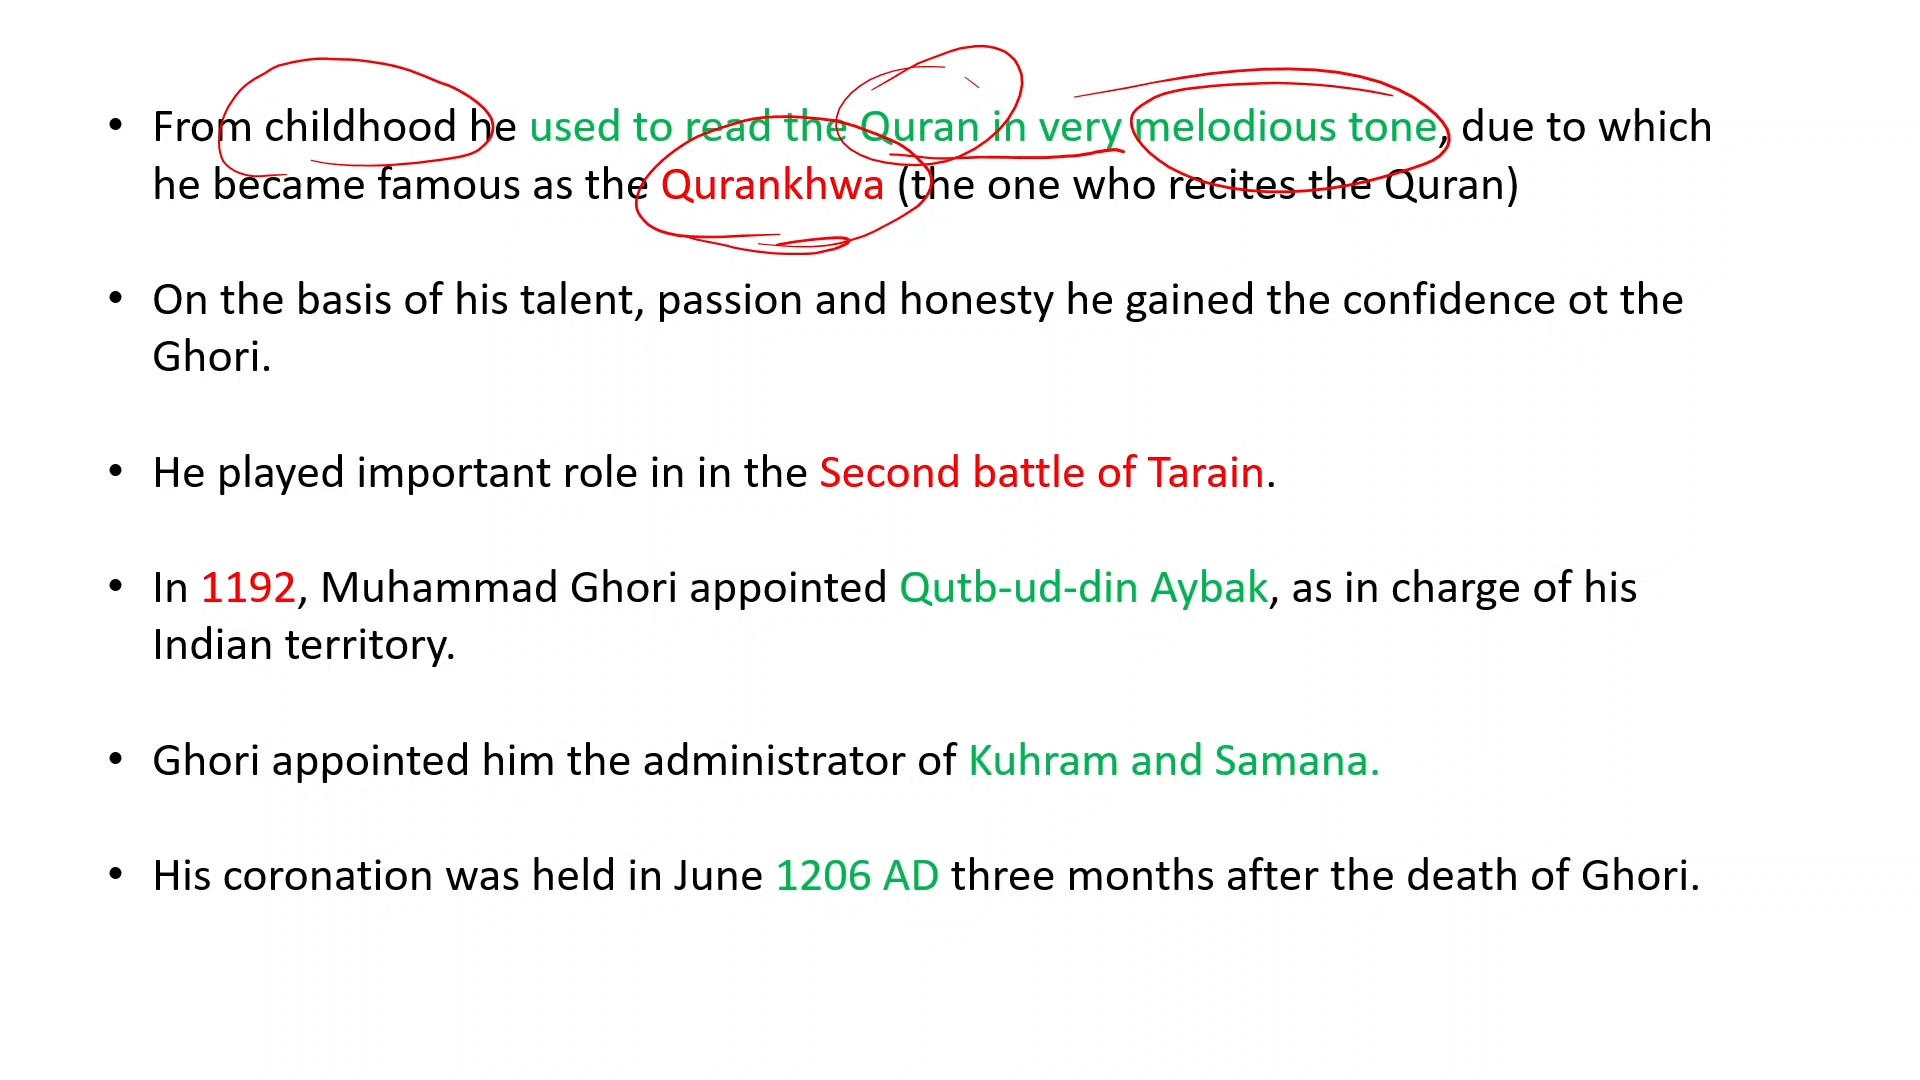 • From childhood he used to read the Quran in very melodious tone, due to which
he became famous as the Qurankhwa (the one who recites the Quran)
• On the basis of his talent, passion and honesty he gained the confidence ot the
Ghori.
• He played important role in in the Second battle of Tarain.
• In 1192, Muhammad Ghori appointed Qutb-ud-din Aybak, as in charge of his
Indian territory.
• Ghori appointed him the administrator of Kuhram and Samana.
• His coronation was held in June 1206 AD three months after the death of Ghori.